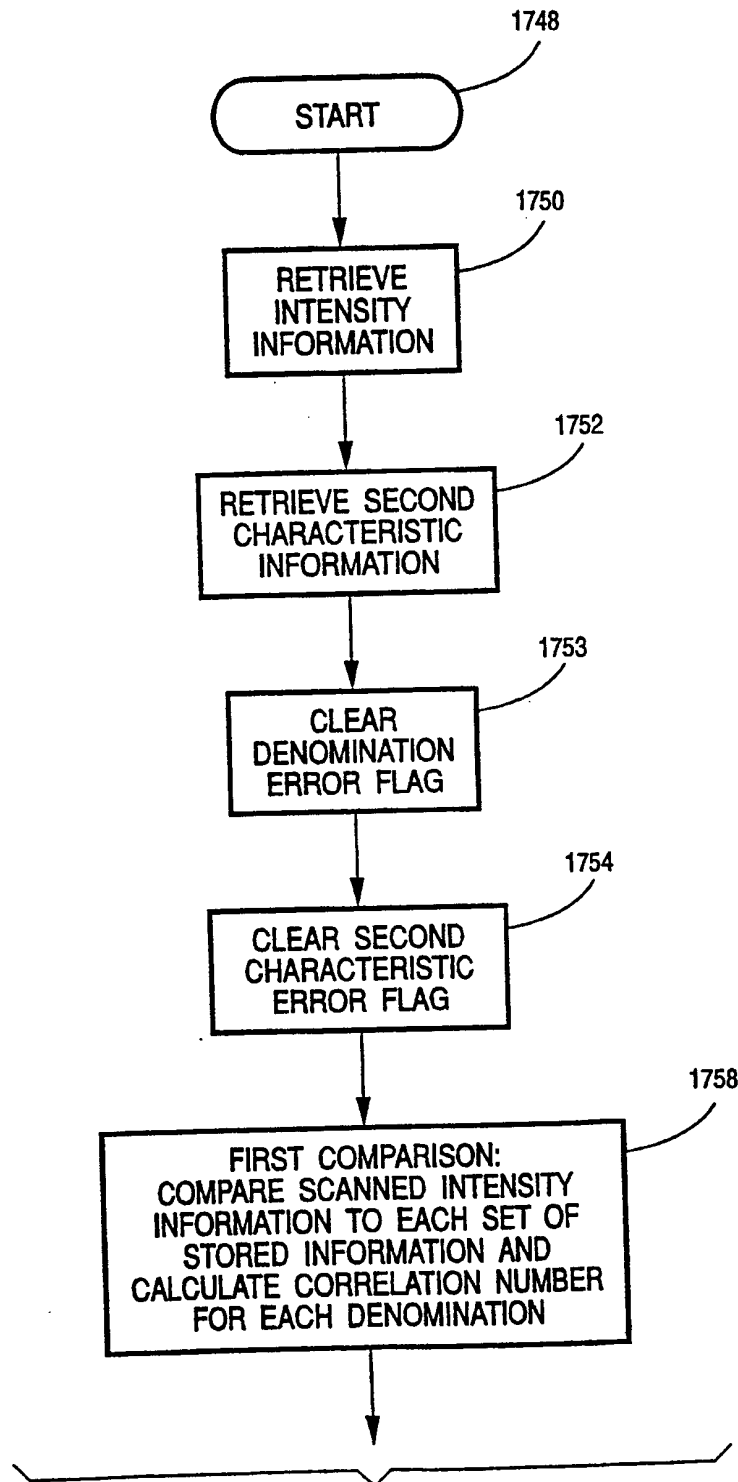 1748
START
1750
RETRIEVE
INTENSITY
INFORMATION
1752
RETRIEVE SECOND
CHARACTERISTIC
INFORMATION
1753
CLEAR
DENOMINATION
ERROR FLAG
1754
CLEAR SECOND
CHARACTERISTIC
ERROR FLAG
1758
FIRST COMPARISON:
COMPARE SCANNED INTENSITY
INFORMATION TO EACH SET OF
STORED INFORMATION AND
CALCULATE CORRELATION NUMBER
FOR EACH DENOMINATION